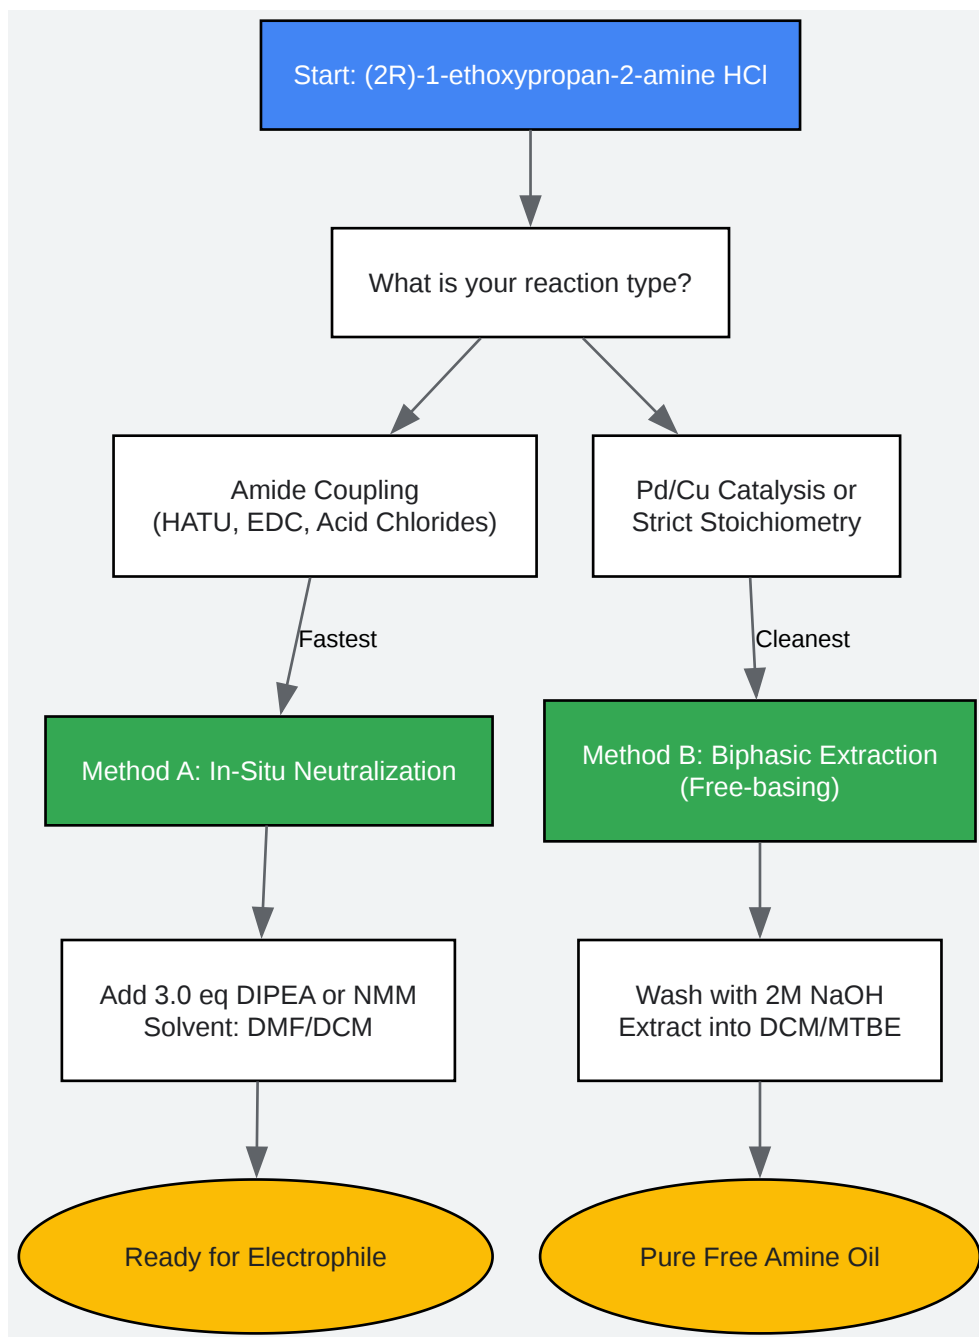 Start: (2R)-1-ethoxypropan-2-amine HCl
What is your reaction type?
Amide Coupling
(HATU, EDC, Acid Chlorides)
Pd/Cu Catalysis or
Strict Stoichiometry
Fastest
Cleanest
Method A: In-Situ Neutralization
Method B: Biphasic Extraction
(Free-basing)
Add 3.0 eq DIPEA or NMM
Solvent: DMF/DCM
Wash with 2M NaOH
Extract into DCM/MTBE
Ready for Electrophile
Pure Free Amine Oil